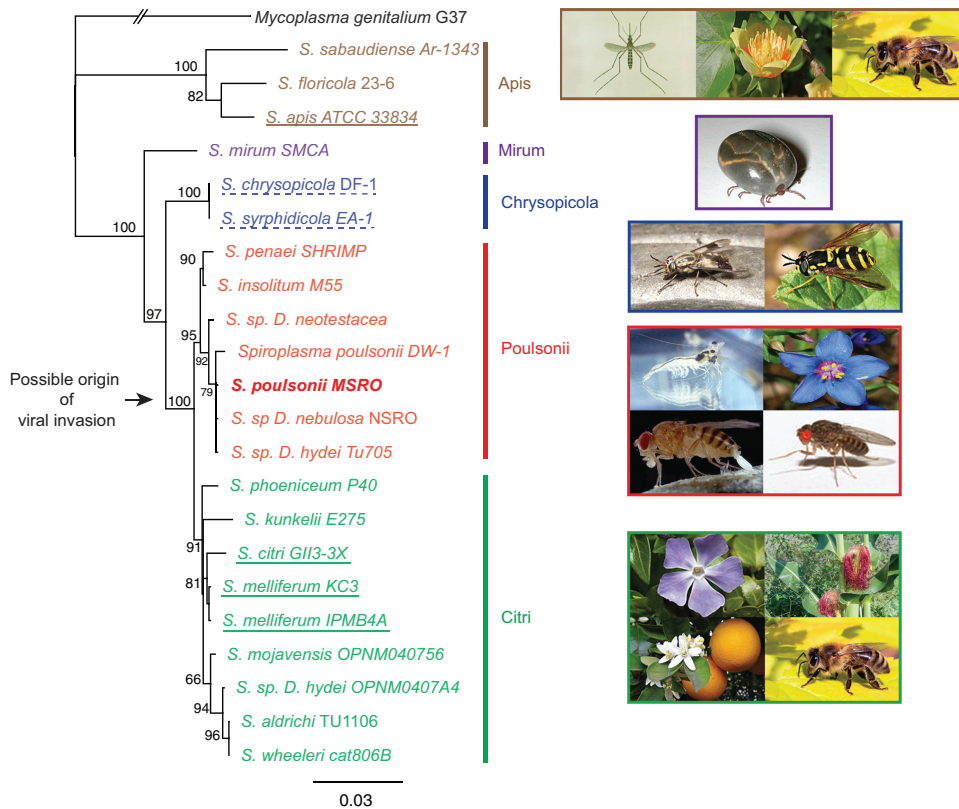 Mycoplasma genitalium G37
S. sabaudiense Ar-1343
100
S. floricola 23-6
Apis
82
S. apis ATCC 33834
S. mirum SMCA
Mirum
S. chrysopicola DF-1
100
Chrysopicola
100
S. syrphidicola EA-1
S. penaei SHRIMP
90
S. insolitum M55
97
S. sp. D. neotestacea
95
Spiroplasma poulsonii DW-1
Poulsonii
92
S. poulsonii MSRO
79
Possible origin
of
viral invasion
100
S. sp D. nebulosa NSRO
S. sp. D. hydei Tu705
S. phoeniceum P40
S. kunkelii E275
91
S. citri GII3-3X
81
S. melliferum KC3
S. melliferum IPMB4A
Citri
S. mojavensis OPNM040756
66
S. sp. D. hydei OPNM0407A4
94
S. aldrichi TU1106
96
S. wheeleri cat806B
0.03